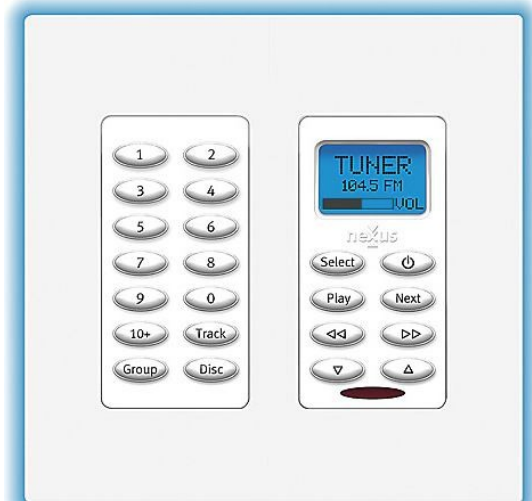 1 2
3 4
5 6
7 8
9 0
10+ Track
Group Disc
TUNER
104.5 FM
VOL
nexus
Select
Play Next